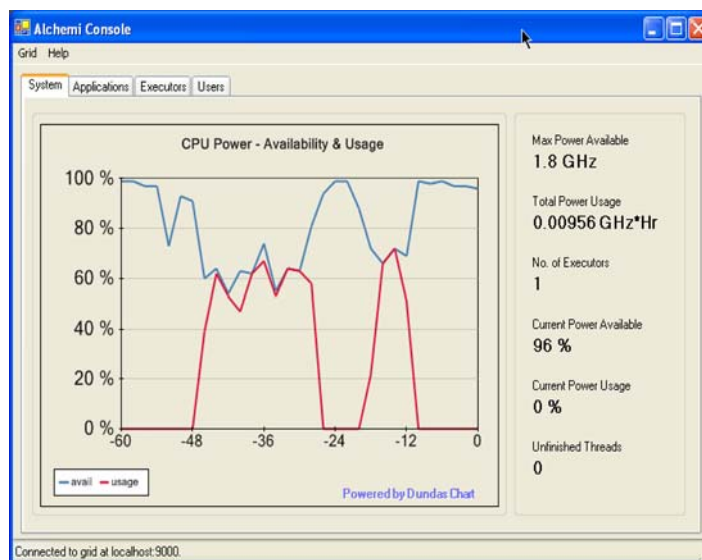 Alchemi Console
Grid Help
System Applications Executors Users
CPU Power - Availability & Usage
100 %
80 %
60 %
40 %
20 %
0 %
-60 -48 -36 -24 -12 0
avail usage
Powered by Dundas Chart
Max Power Available
1.8 GHz
Total Power Usage
0.00956 GHz*Hr
No. of Executors
1
Current Power Available
96 %
Current Power Usage
0 %
Unfinished Threads
0
Connected to grid at localhost:9000.